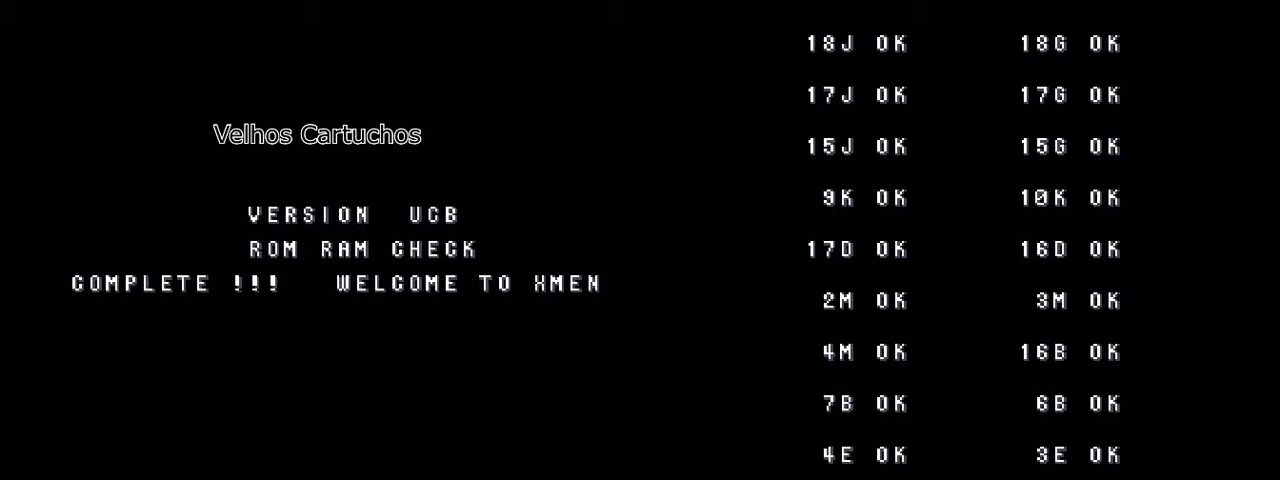 Velhos Cartuchos
VERSION UCB
ROM RAM CHECK
COMPLETE !!! WELCOME TO XMEN
18J OK 18G OK
17J OK 17G OK
15J OK 15G OK
9K OK 10K OK
17D OK 16D OK
2M OK 3M OK
4M OK 16B OK
7B OK 6B OK
4E OK 3E OK